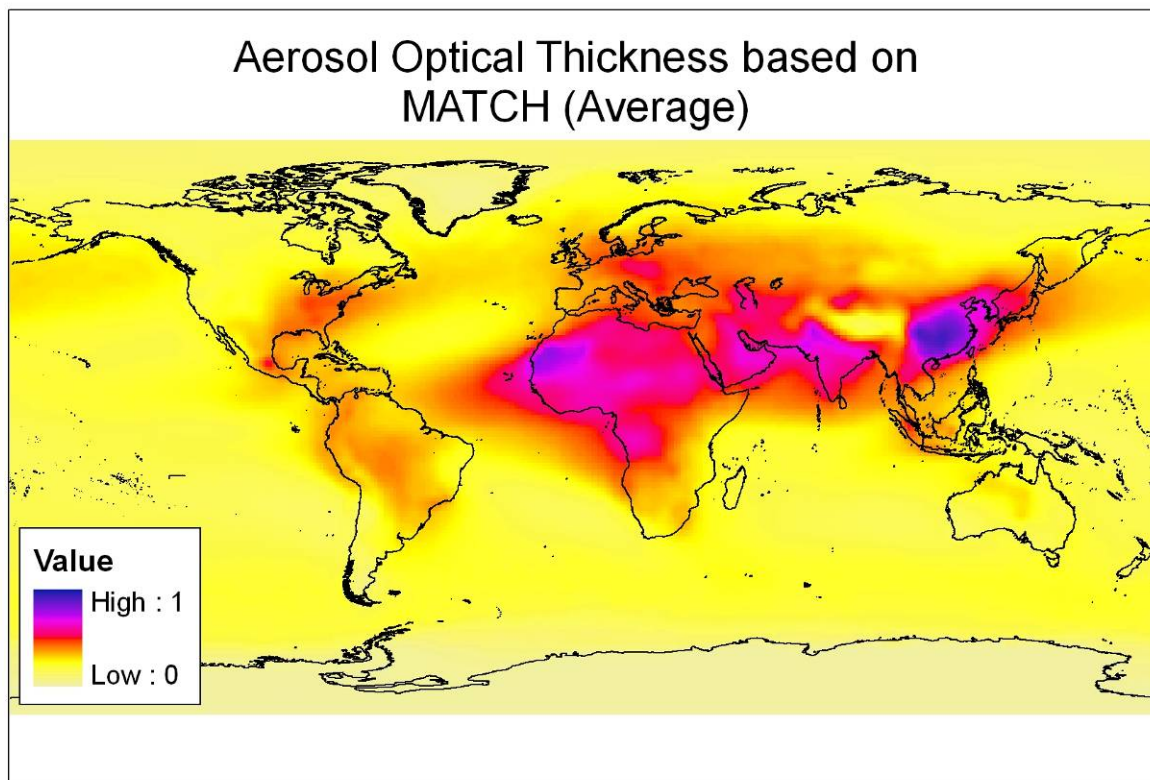 Aerosol Optical Thickness based on
MATCH (Average)
Value
High : 1
Low : 0